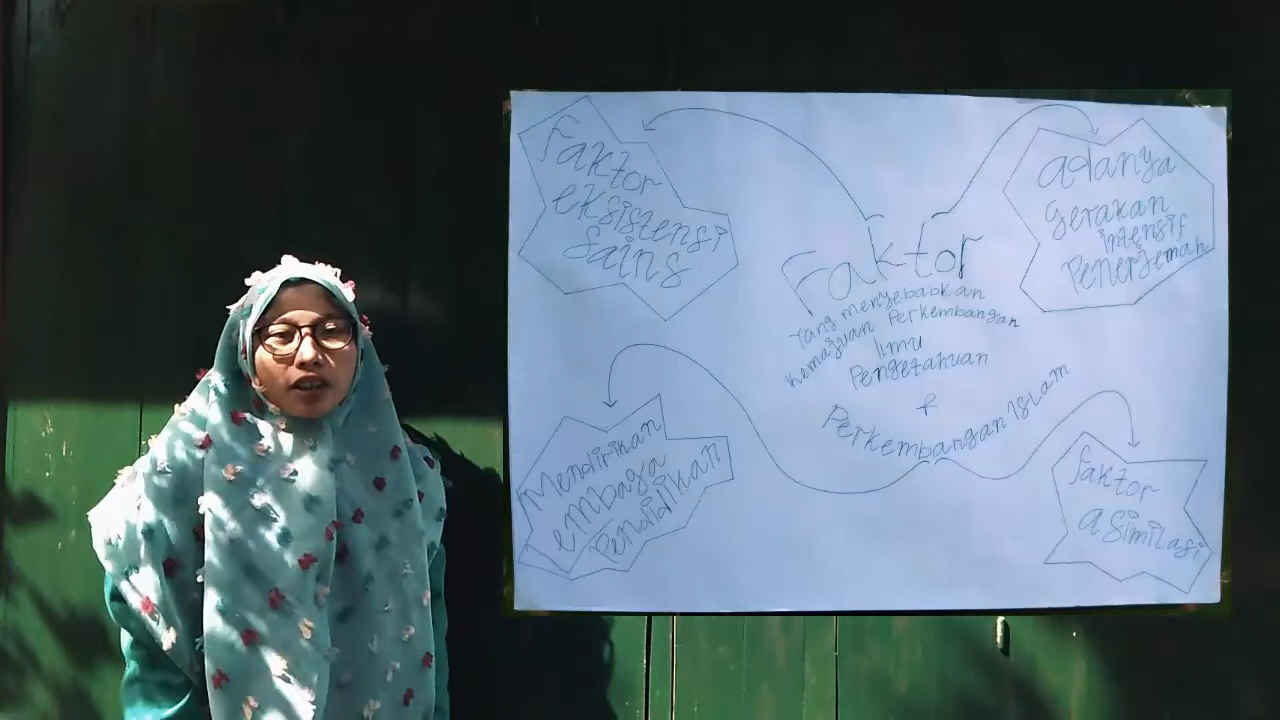 Faktor
Yang menyebabkan
kemajuan Perkembangan
Ilmu
Pengetahuan
&
Perkembangan Islam
faktor
eksistensi
Sains
adanya
gerakan
intensif
Penerjemah
Mendirikan
lembaga
Pendidikan
faktor
asimilasi